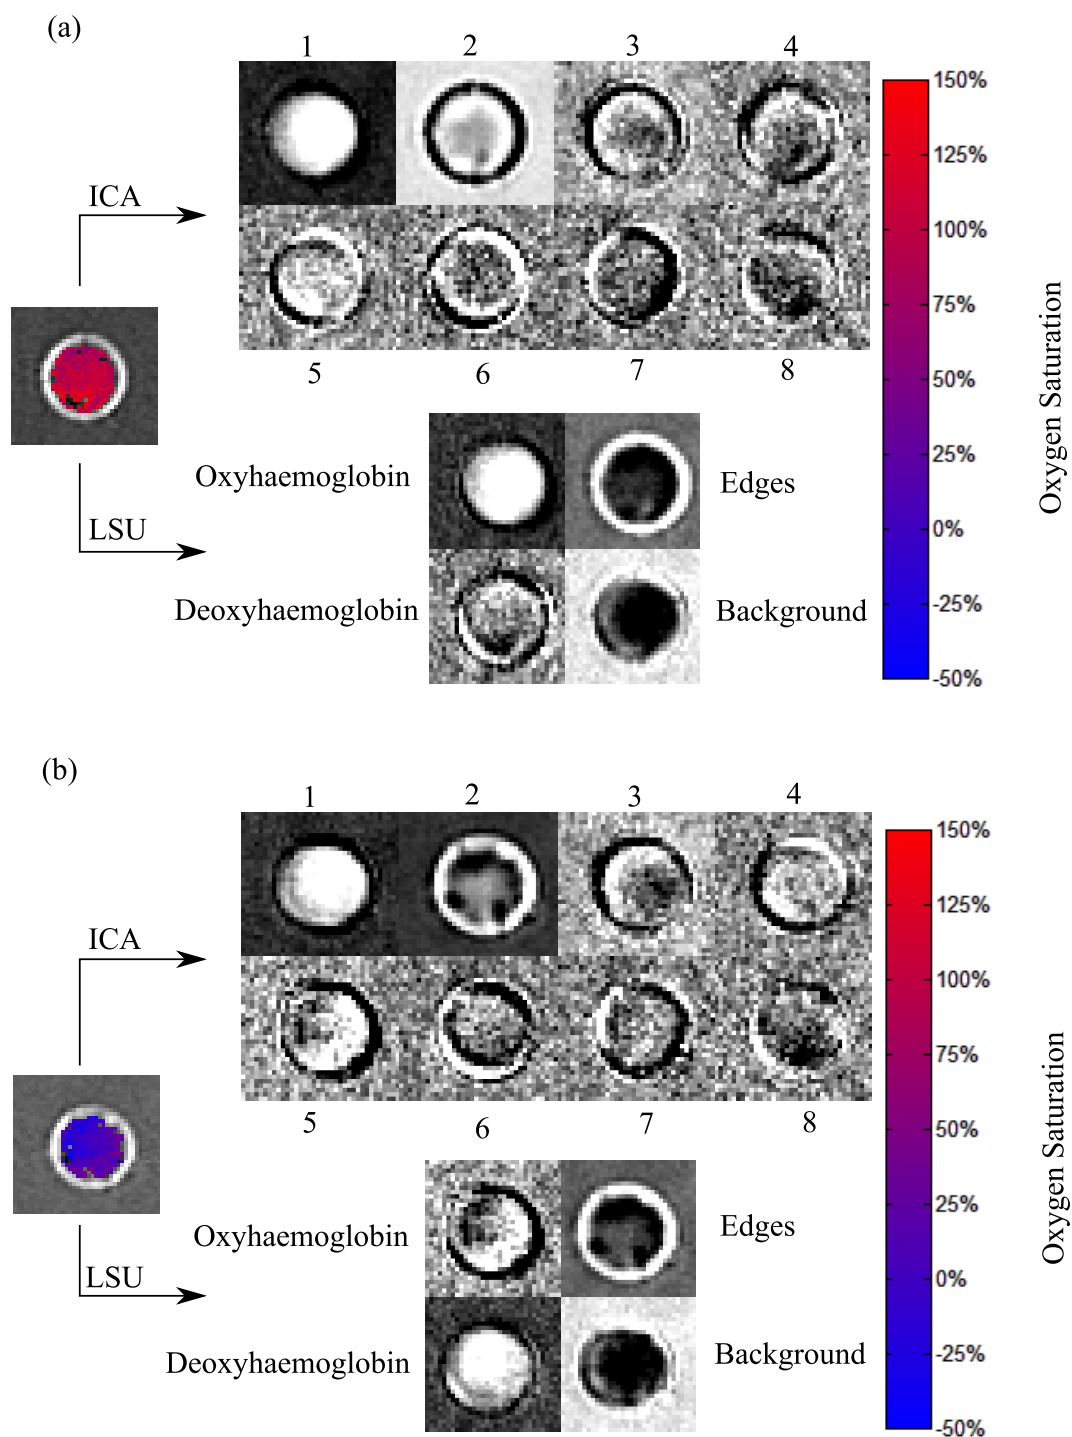 (a)
1 2 3 4
ICA
5 6 7 8
LSU
Oxyhaemoglobin
Edges
Deoxyhaemoglobin
Background
150%
125%
100%
75%
50%
25%
0%
-25%
-50%
Oxygen Saturation
(b)
1 2 3 4
ICA
5 6 7 8
LSU
Oxyhaemoglobin
Edges
Deoxyhaemoglobin
Background
150%
125%
100%
75%
50%
25%
0%
-25%
-50%
Oxygen Saturation